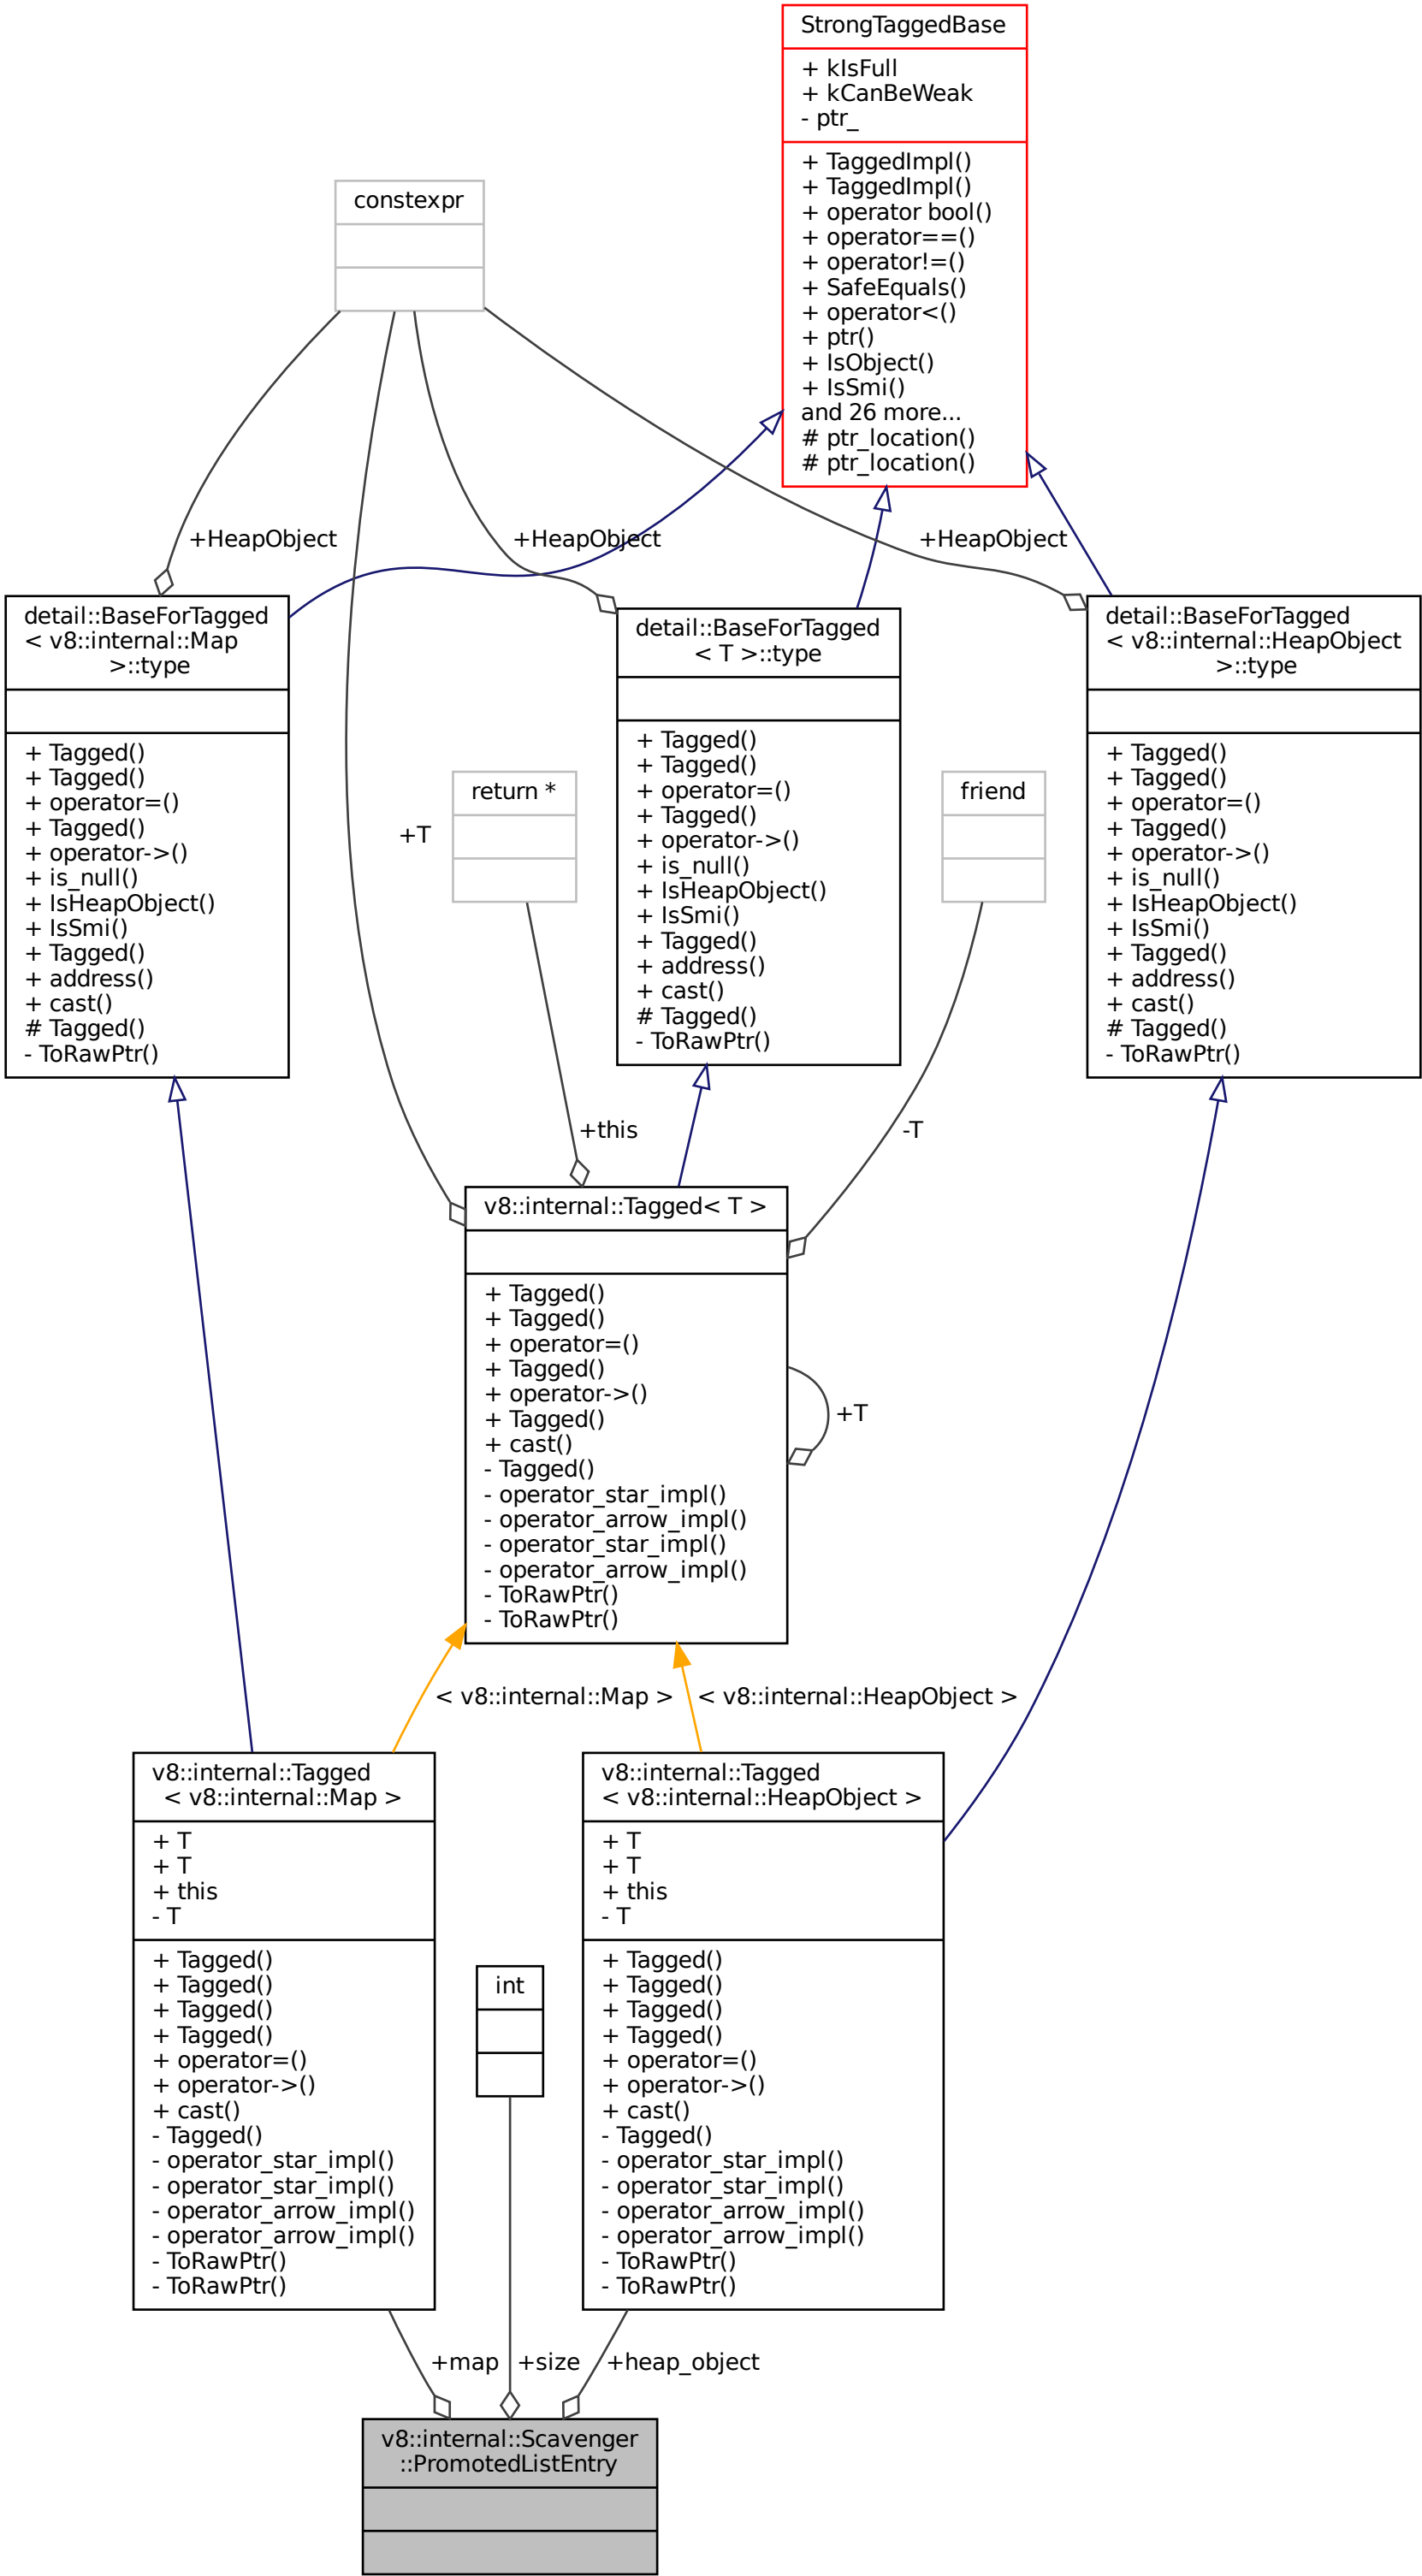 StrongTaggedBase
+ kIsFull
+ kCanBeWeak
- ptr_
+ TaggedImpl()
+ TaggedImpl()
+ operator bool()
+ operator==()
+ operator!=()
+ SafeEquals()
+ operator<()
+ ptr()
+ IsObject()
+ IsSmi()
and 26 more...
# ptr_location()
# ptr_location()
constexpr
+HeapObject
+HeapObject
+HeapObject
detail::BaseForTagged
< v8::internal::Map
>::type
+ Tagged()
+ Tagged()
+ operator=()
+ Tagged()
+ operator->()
+ is_null()
+ IsHeapObject()
+ IsSmi()
+ Tagged()
+ address()
+ cast()
# Tagged()
- ToRawPtr()
detail::BaseForTagged
< T >::type
+ Tagged()
+ Tagged()
+ operator=()
+ Tagged()
+ operator->()
+ is_null()
+ IsHeapObject()
+ IsSmi()
+ Tagged()
+ address()
+ cast()
# Tagged()
- ToRawPtr()
detail::BaseForTagged
< v8::internal::HeapObject
>::type
+ Tagged()
+ Tagged()
+ operator=()
+ Tagged()
+ operator->()
+ is_null()
+ IsHeapObject()
+ IsSmi()
+ Tagged()
+ address()
+ cast()
# Tagged()
- ToRawPtr()
+T
return *
friend
+this
-T
v8::internal::Tagged< T >
+ Tagged()
+ Tagged()
+ operator=()
+ Tagged()
+ operator->()
+ Tagged()
+ cast()
- Tagged()
- operator_star_impl()
- operator_arrow_impl()
- operator_star_impl()
- operator_arrow_impl()
- ToRawPtr()
- ToRawPtr()
+T
< v8::internal::Map >
< v8::internal::HeapObject >
v8::internal::Tagged
< v8::internal::Map >
+ T
+ T
+ this
- T
+ Tagged()
+ Tagged()
+ Tagged()
+ Tagged()
+ operator=()
+ operator->()
+ cast()
- Tagged()
- operator_star_impl()
- operator_star_impl()
- operator_arrow_impl()
- operator_arrow_impl()
- ToRawPtr()
- ToRawPtr()
int
v8::internal::Tagged
< v8::internal::HeapObject >
+ T
+ T
+ this
- T
+ Tagged()
+ Tagged()
+ Tagged()
+ Tagged()
+ operator=()
+ operator->()
+ cast()
- Tagged()
- operator_star_impl()
- operator_star_impl()
- operator_arrow_impl()
- operator_arrow_impl()
- ToRawPtr()
- ToRawPtr()
+map
+size
+heap_object
v8::internal::Scavenger
::PromotedListEntry